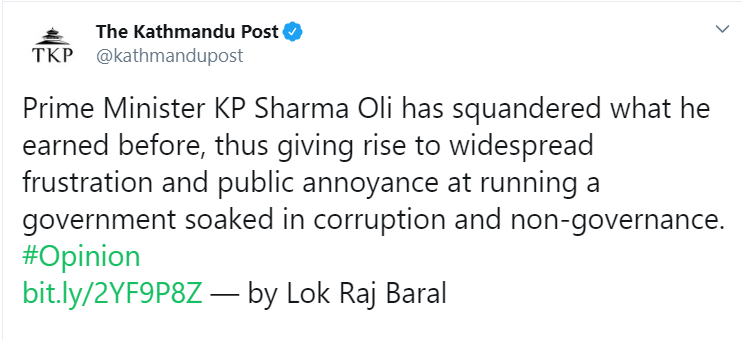 The Kathmandu Post
TKP
@kathmandupost
Prime Minister KP Sharma Oli has squandered what he
earned before, thus giving rise to widespread
frustration and public annoyance at running a
government soaked in corruption and non-governance.
#Opinion
bit.ly/2YF9P8Z — by Lok Raj Baral